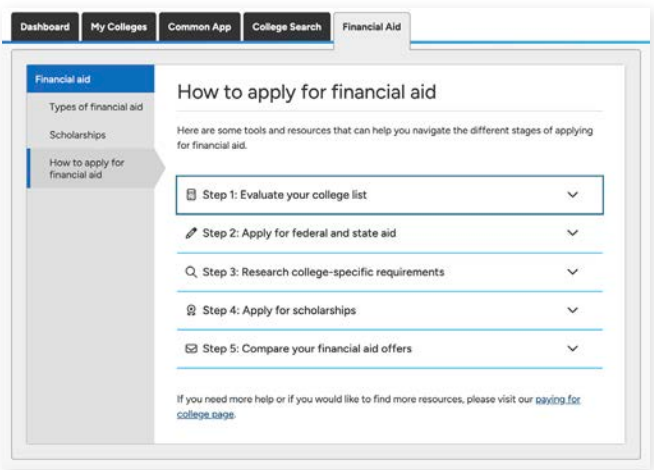 Dashboard
My Colleges
Common App
College Search
Financial Aid
Financial aid
Types of financial aid
Scholarships
How to apply for
financial aid
How to apply for financial aid
Here are some tools and resources that can help you navigate the different stages of applying
for financial aid.
Step 1: Evaluate your college list
Step 2: Apply for federal and state aid
Step 3: Research college-specific requirements
Step 4: Apply for scholarships
Step 5: Compare your financial aid offers
If you need more help or if you would like to find more resources, please visit our paying for
college page.